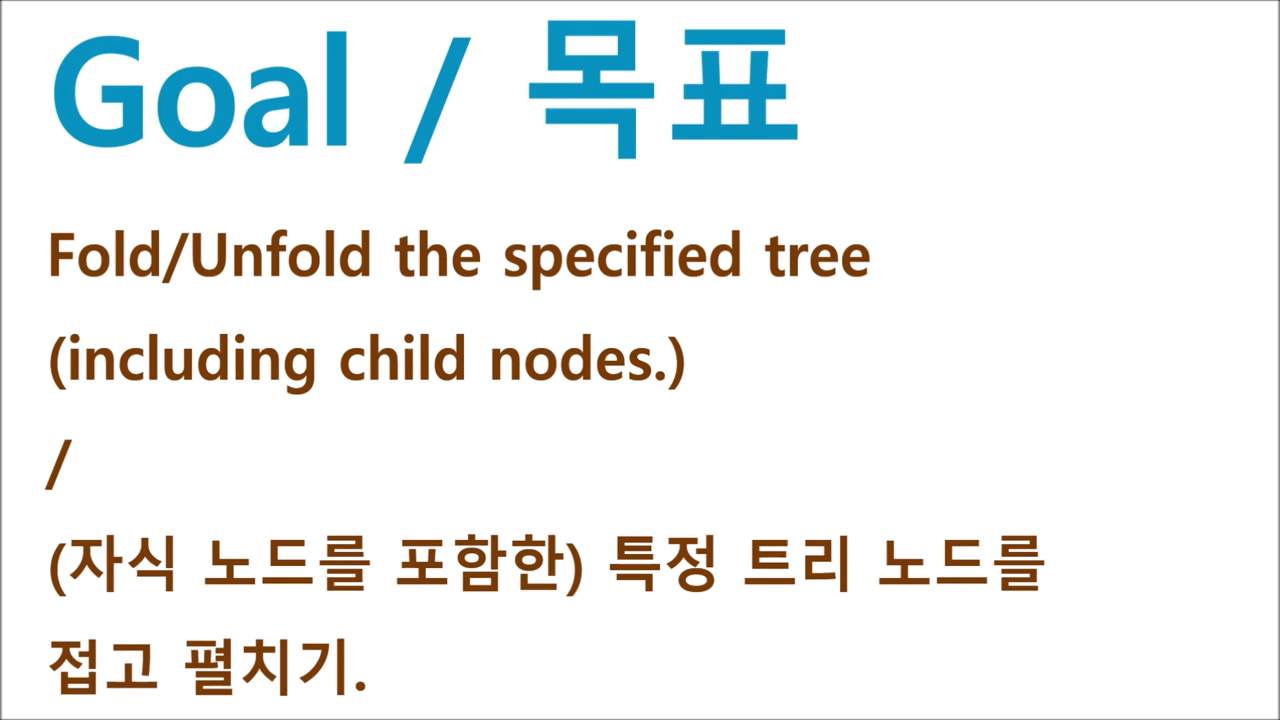 Goal / 목표
Fold/Unfold the specified tree
(including child nodes.)
/
(자식 노드를 포함한) 특정 트리 노드를
접고 펼치기.